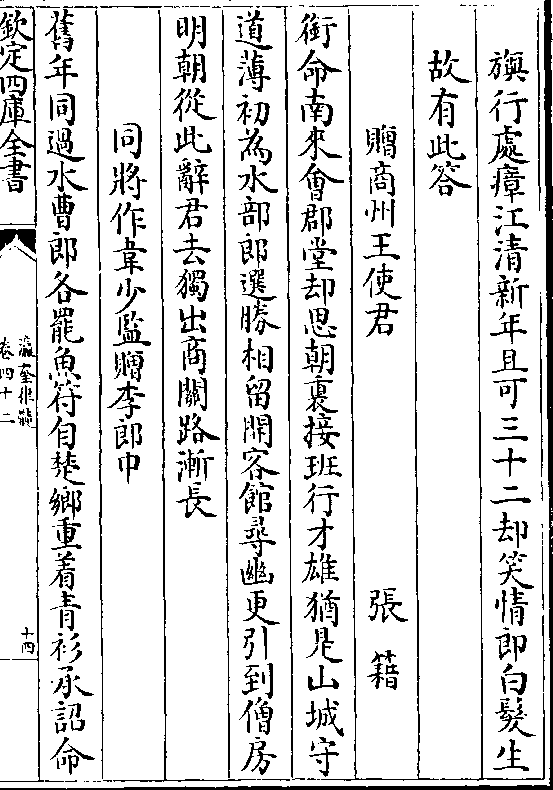 旟行處瘴江清新年且可三十二却笑情郎白髮生
故有此答
贈商州王使君　張籍
銜命南來會郡堂却思朝裏接班行才雄猶是山城守
道薄初為水部郎選勝相留開客館尋幽更引到僧房
明朝從此辭君去獨出商關路漸長
同將作韋少監贈李郎中
舊年同過水曹郎各罷魚符自楚鄉重着青衫承詔命
欽定四庫全書
瀛奎律髓
卷四十二
十四